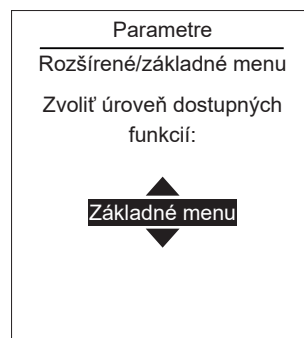 Parametre
Rozšírené/základné menu
Zvoliť úroveň dostupných
funkcií:
Základné menu